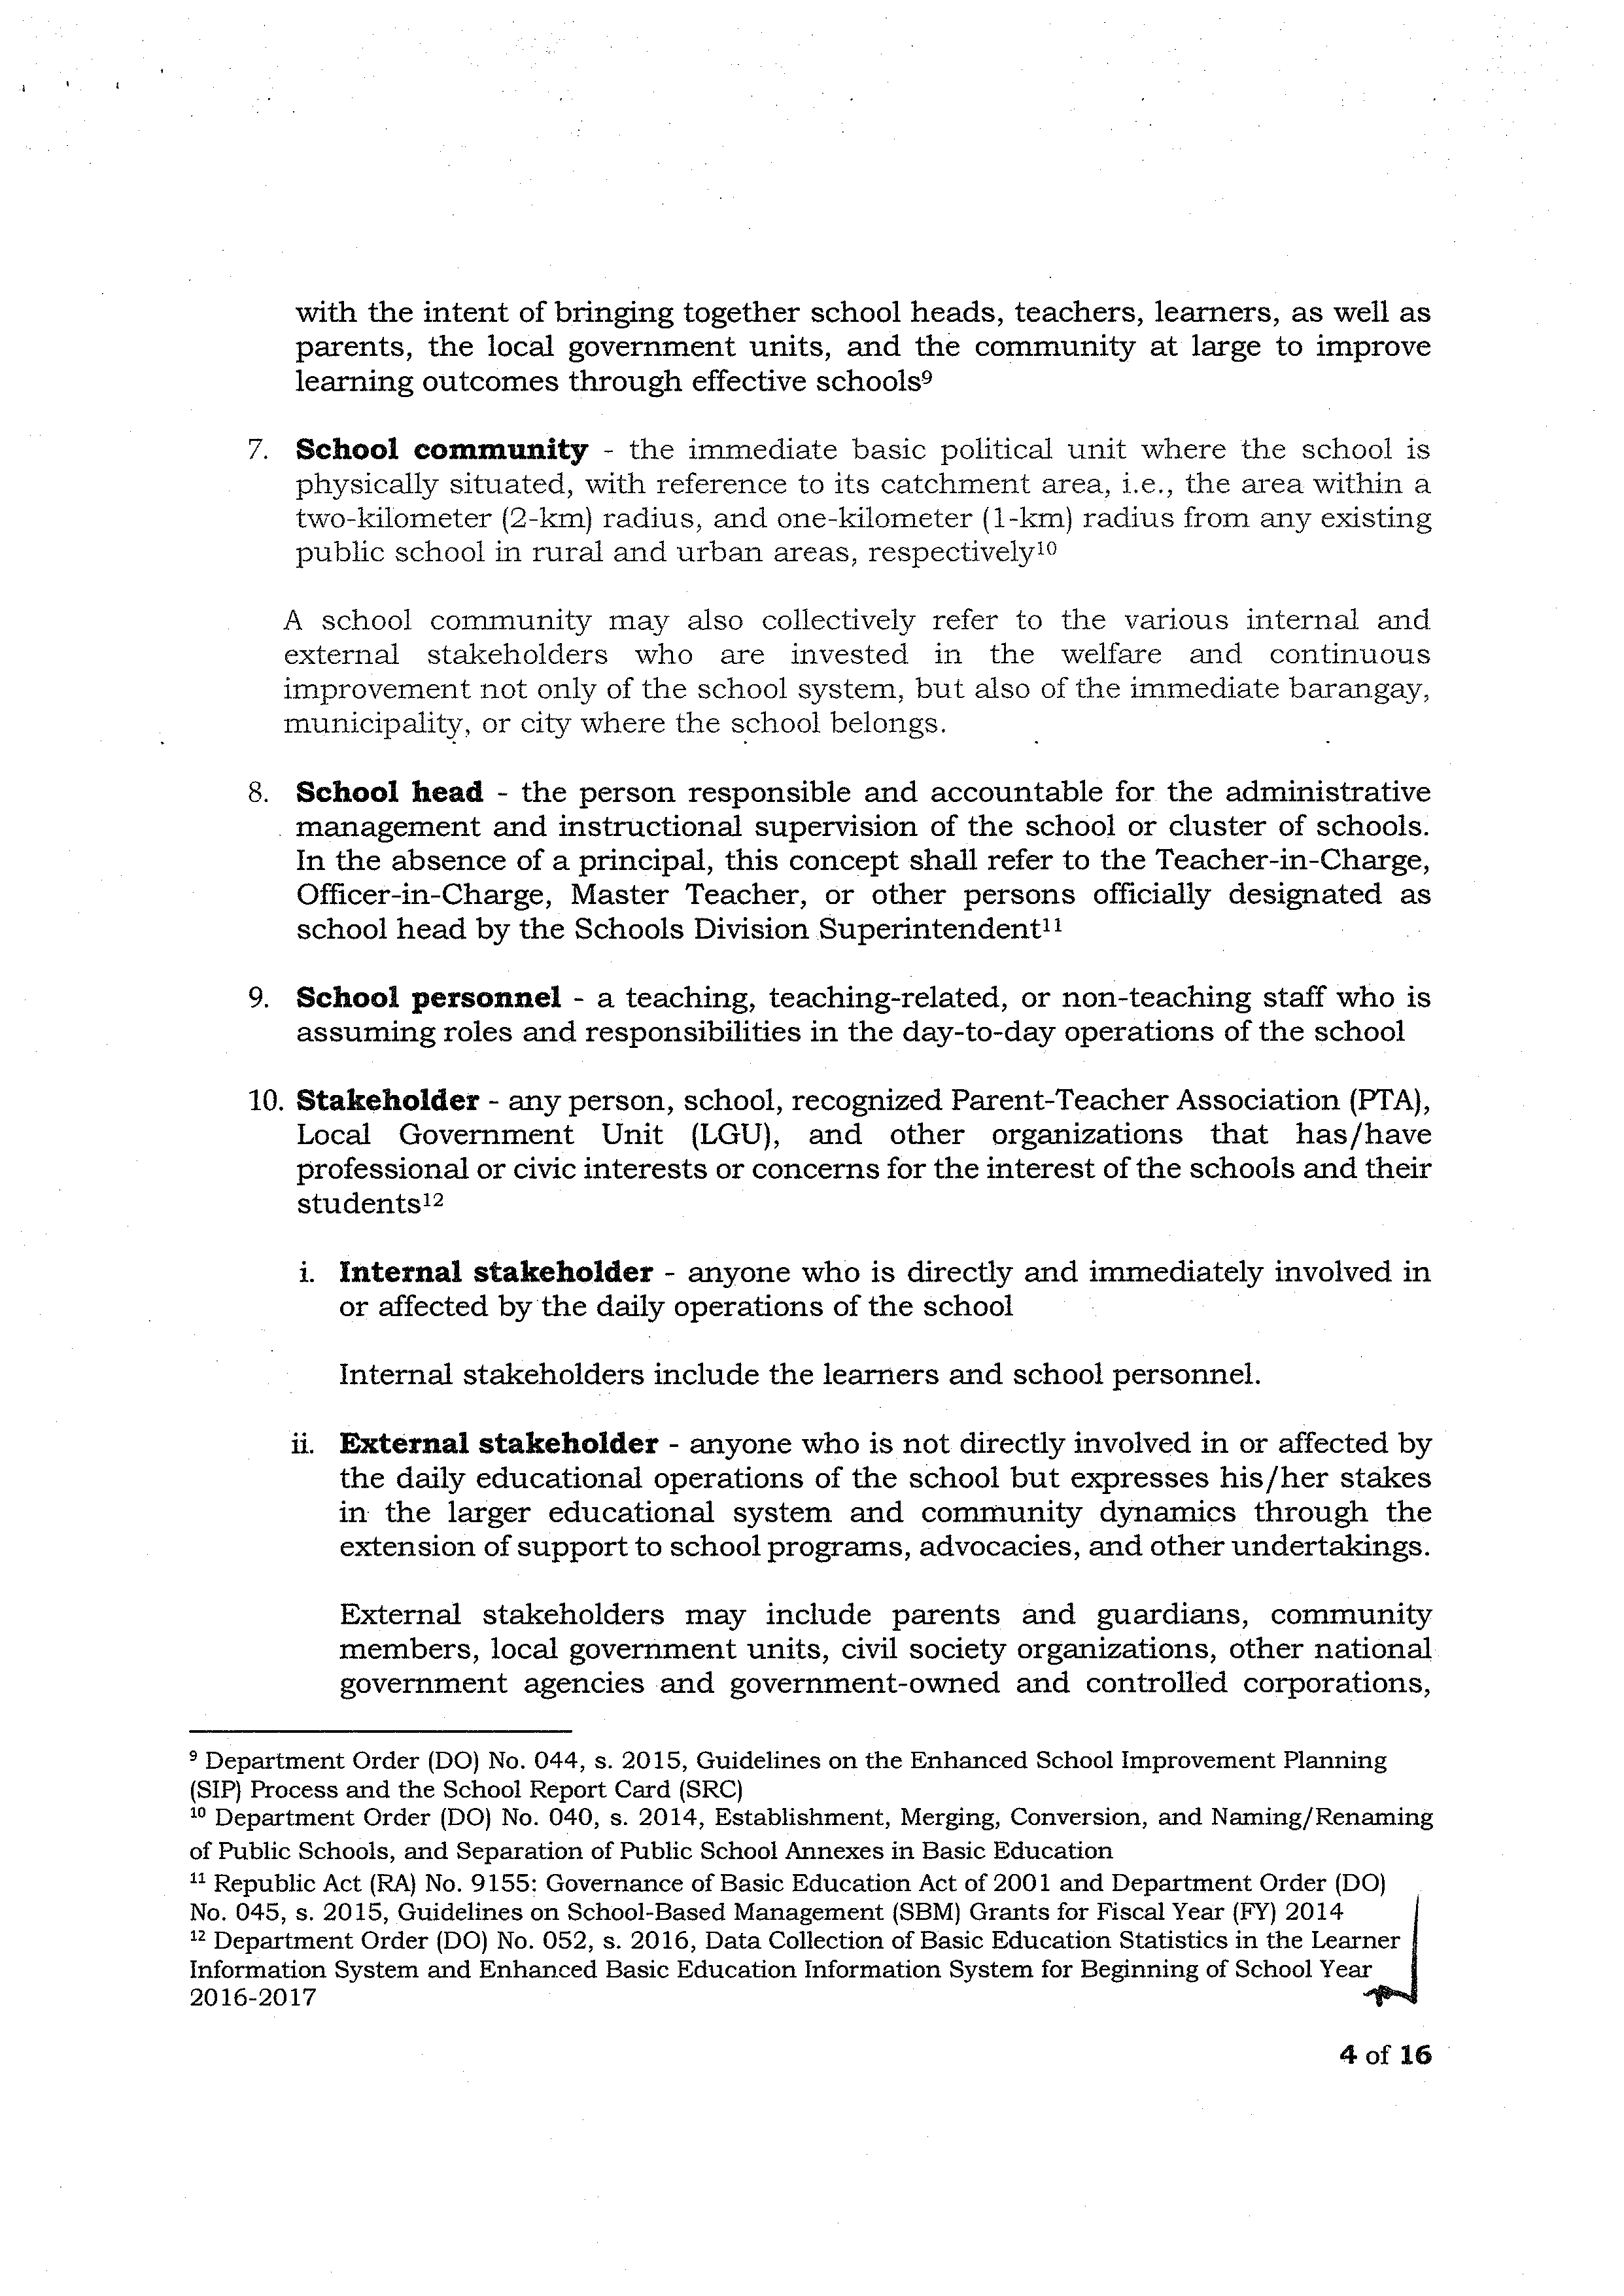 with the intent of bringing together school heads, teachers, learners, as well as
parents, the local government units, and the community at large to improve
learning outcomes through effective schools⁹
7. School community - the immediate basic political unit where the school is
physically situated, with reference to its catchment area, i.e., the area within a
two-kilometer (2-km) radius, and one-kilometer (1-km) radius from any existing
public school in rural and urban areas, respectively¹⁰
A school community may also collectively refer to the various internal and
external stakeholders who are invested in the welfare and continuous
improvement not only of the school system, but also of the immediate barangay,
municipality, or city where the school belongs.
8. School head - the person responsible and accountable for the administrative
management and instructional supervision of the school or cluster of schools.
In the absence of a principal, this concept shall refer to the Teacher-in-Charge,
Officer-in-Charge, Master Teacher, or other persons officially designated as
school head by the Schools Division Superintendent¹¹
9. School personnel - a teaching, teaching-related, or non-teaching staff who is
assuming roles and responsibilities in the day-to-day operations of the school
10. Stakeholder - any person, school, recognized Parent-Teacher Association (PTA),
Local Government Unit (LGU), and other organizations that has/have
professional or civic interests or concerns for the interest of the schools and their
students¹²
i. Internal stakeholder - anyone who is directly and immediately involved in
or affected by the daily operations of the school
Internal stakeholders include the learners and school personnel.
ii. External stakeholder - anyone who is not directly involved in or affected by
the daily educational operations of the school but expresses his/her stakes
in the larger educational system and community dynamics through the
extension of support to school programs, advocacies, and other undertakings.
External stakeholders may include parents and guardians, community
members, local government units, civil society organizations, other national
government agencies and government-owned and controlled corporations,
⁹ Department Order (DO) No. 044, s. 2015, Guidelines on the Enhanced School Improvement Planning
(SIP) Process and the School Report Card (SRC)
¹⁰ Department Order (DO) No. 040, s. 2014, Establishment, Merging, Conversion, and Naming/Renaming
of Public Schools, and Separation of Public School Annexes in Basic Education
¹¹ Republic Act (RA) No. 9155: Governance of Basic Education Act of 2001 and Department Order (DO)
No. 045, s. 2015, Guidelines on School-Based Management (SBM) Grants for Fiscal Year (FY) 2014
¹² Department Order (DO) No. 052, s. 2016, Data Collection of Basic Education Statistics in the Learner
Information System and Enhanced Basic Education Information System for Beginning of School Year
2016-2017
4 of 16